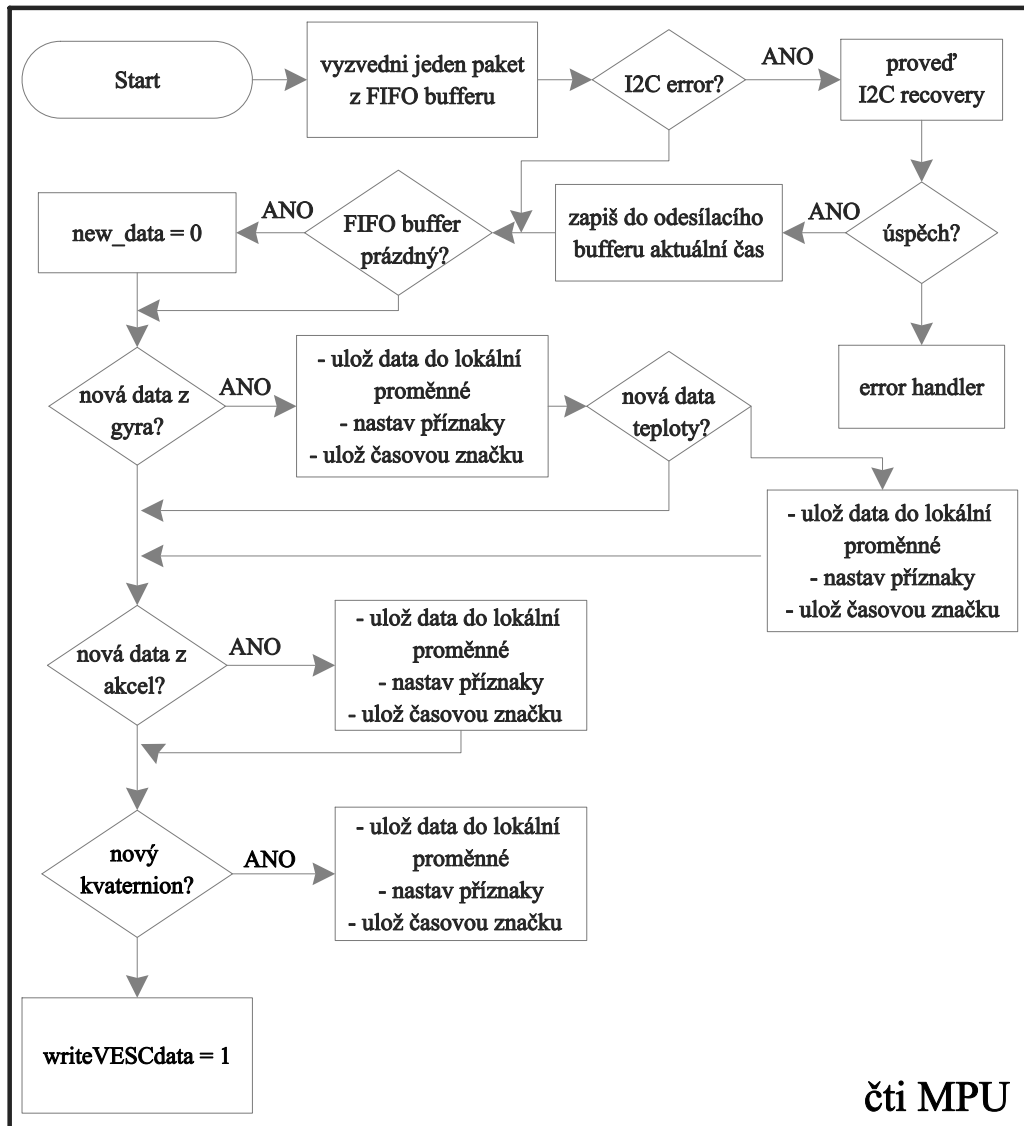 Start
vyzvedni jeden paket
z FIFO bufferu
I2C error?
ANO
proveď
I2C recovery
new_data = 0
ANO
FIFO buffer
prázdný?
zapiš do odesílacího
bufferu aktuální čas
ANO
úspěch?
error handler
nová data z
gyra?
ANO
- ulož data do lokální
proměnné
- nastav příznaky
- ulož časovou značku
nová data
teploty?
- ulož data do lokální
proměnné
- nastav příznaky
- ulož časovou značku
nová data z
akcel?
ANO
- ulož data do lokální
proměnné
- nastav příznaky
- ulož časovou značku
nový
kvaternion?
ANO
- ulož data do lokální
proměnné
- nastav příznaky
- ulož časovou značku
writeVESCdata = 1
čti MPU